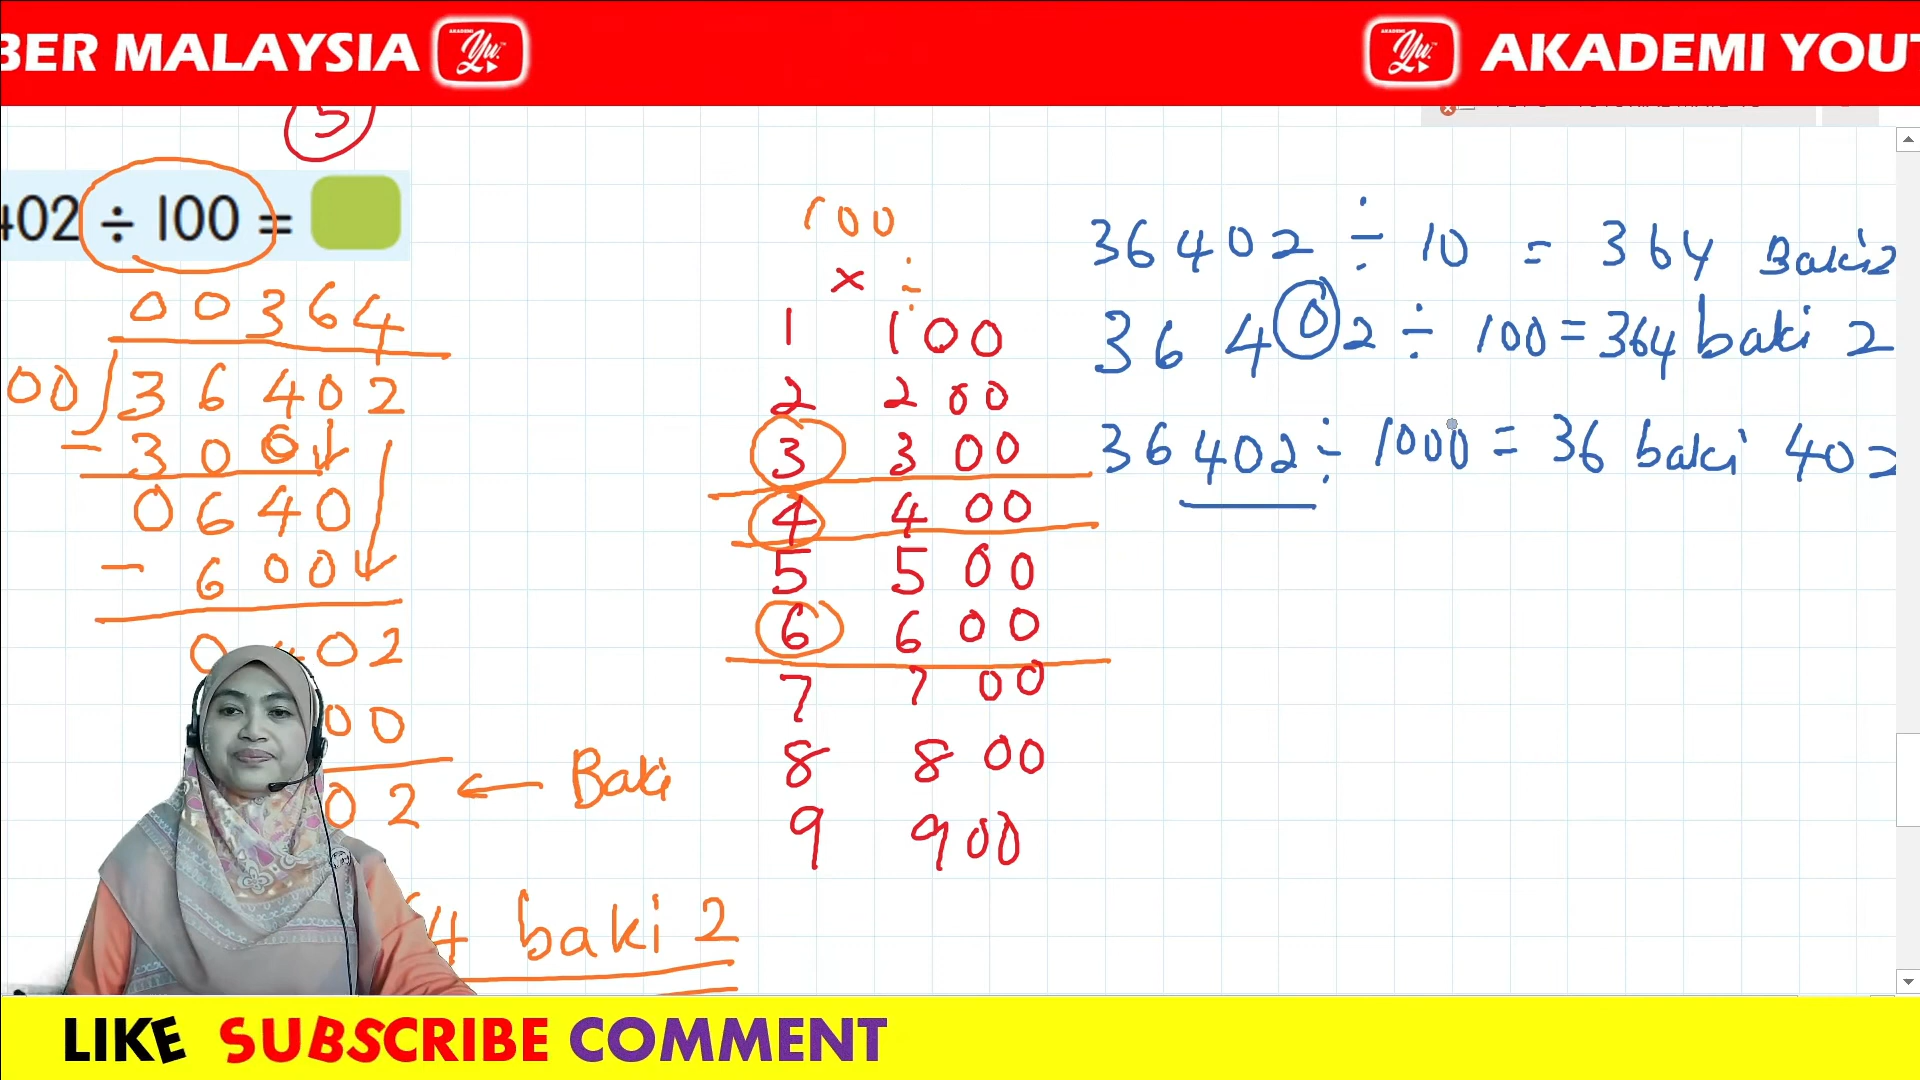 BER MALAYSIA
AKADEMI YOUT
5
402 ÷ 100 =
00364
00 36402
- 300
0640
- 600
0402
00
02 ← Baki
4 baki 2
100
× ÷
1 100
2 200
3 300
4 400
5 500
6 600
7 700
8 800
9 900
36402 ÷ 10 = 364 Baki 2
36402 ÷ 100 = 364 baki 2
36402 ÷ 1000 = 36 baki 402
LIKE SUBSCRIBE COMMENT